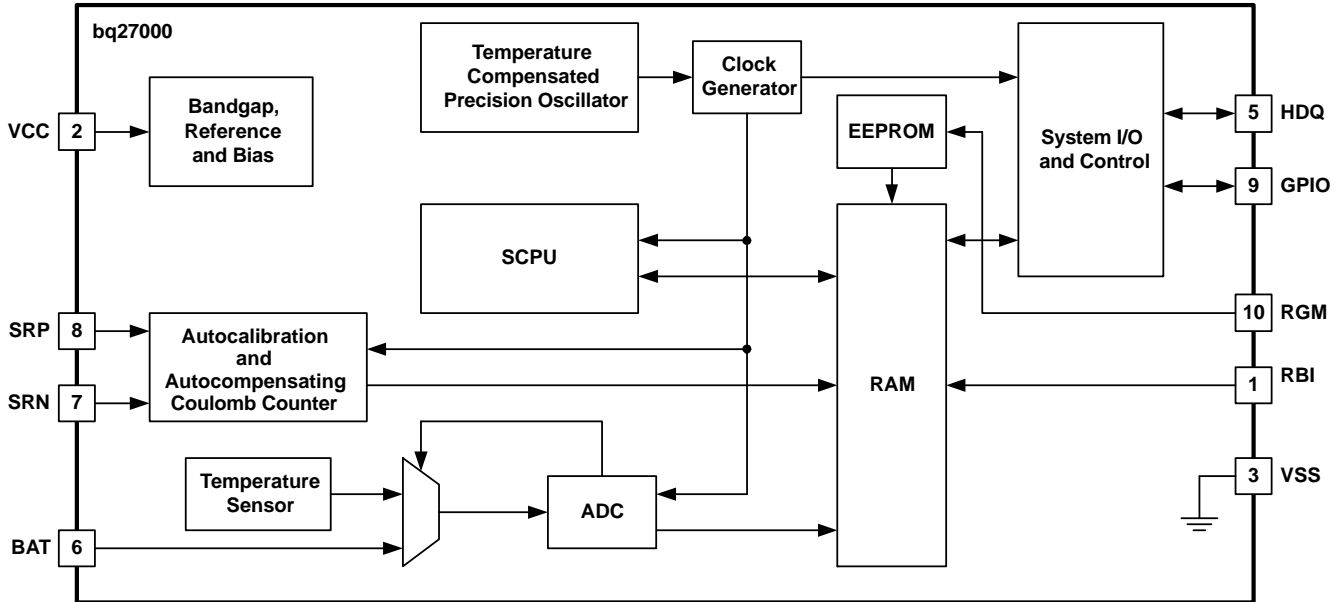 bq27000
Temperature
Compensated
Precision Oscillator
Clock
Generator
Bandgap,
Reference
and Bias
VCC
2
EEPROM
System I/O
and Control
5
HDQ
9
GPIO
SCPU
SRP
8
SRN
7
Autocalibration
and
Autocompensating
Coulomb Counter
RAM
10
RGM
1
RBI
Temperature
Sensor
ADC
3
VSS
BAT
6